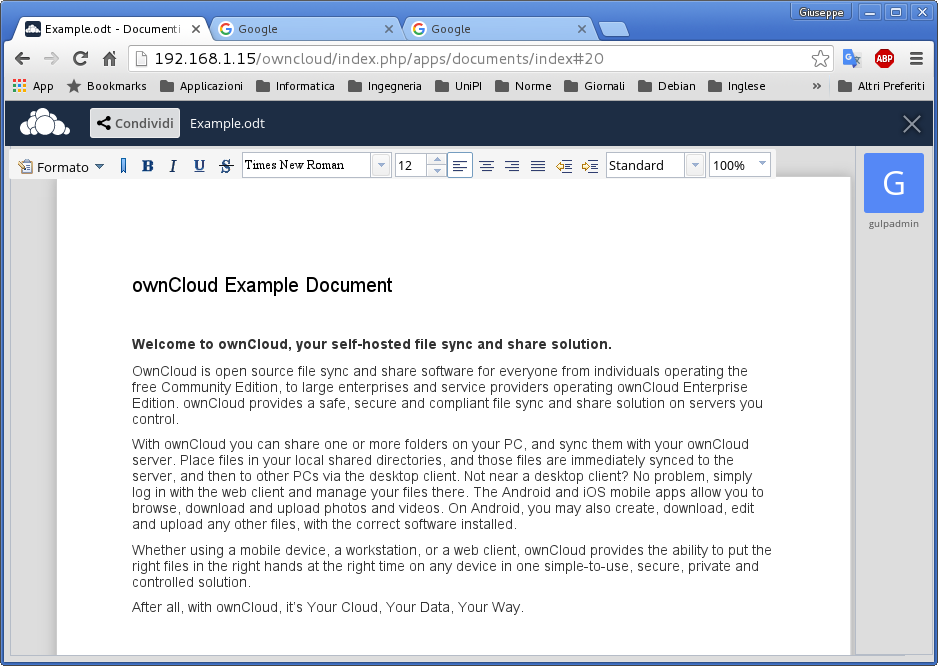 Giuseppe
Example.odt - Documenti
Google
Google
192.168.1.15/owncloud/index.php/apps/documents/index#20
ABP
App Bookmarks Applicazioni Informatica Ingegneria UniPI Norme Giornali Debian Inglese » Altri Preferiti
Condividi Example.odt
Formato B I U S Times New Roman 12 Standard 100%
G
gulpadmin
ownCloud Example Document
Welcome to ownCloud, your self-hosted file sync and share solution.
OwnCloud is open source file sync and share software for everyone from individuals operating the
free Community Edition, to large enterprises and service providers operating ownCloud Enterprise
Edition. ownCloud provides a safe, secure and compliant file sync and share solution on servers you
control.
With ownCloud you can share one or more folders on your PC, and sync them with your ownCloud
server. Place files in your local shared directories, and those files are immediately synced to the
server, and then to other PCs via the desktop client. Not near a desktop client? No problem, simply
log in with the web client and manage your files there. The Android and iOS mobile apps allow you to
browse, download and upload photos and videos. On Android, you may also create, download, edit
and upload any other files, with the correct software installed.
Whether using a mobile device, a workstation, or a web client, ownCloud provides the ability to put the
right files in the right hands at the right time on any device in one simple-to-use, secure, private and
controlled solution.
After all, with ownCloud, it's Your Cloud, Your Data, Your Way.